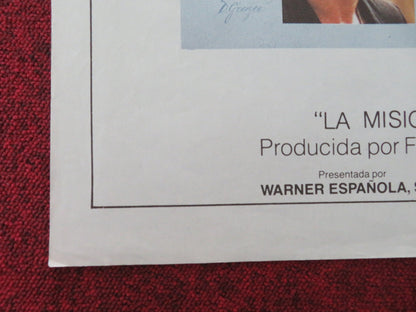 "LA MISIO
Producida por F
Presentada por
WARNER ESPAÑOLA, S